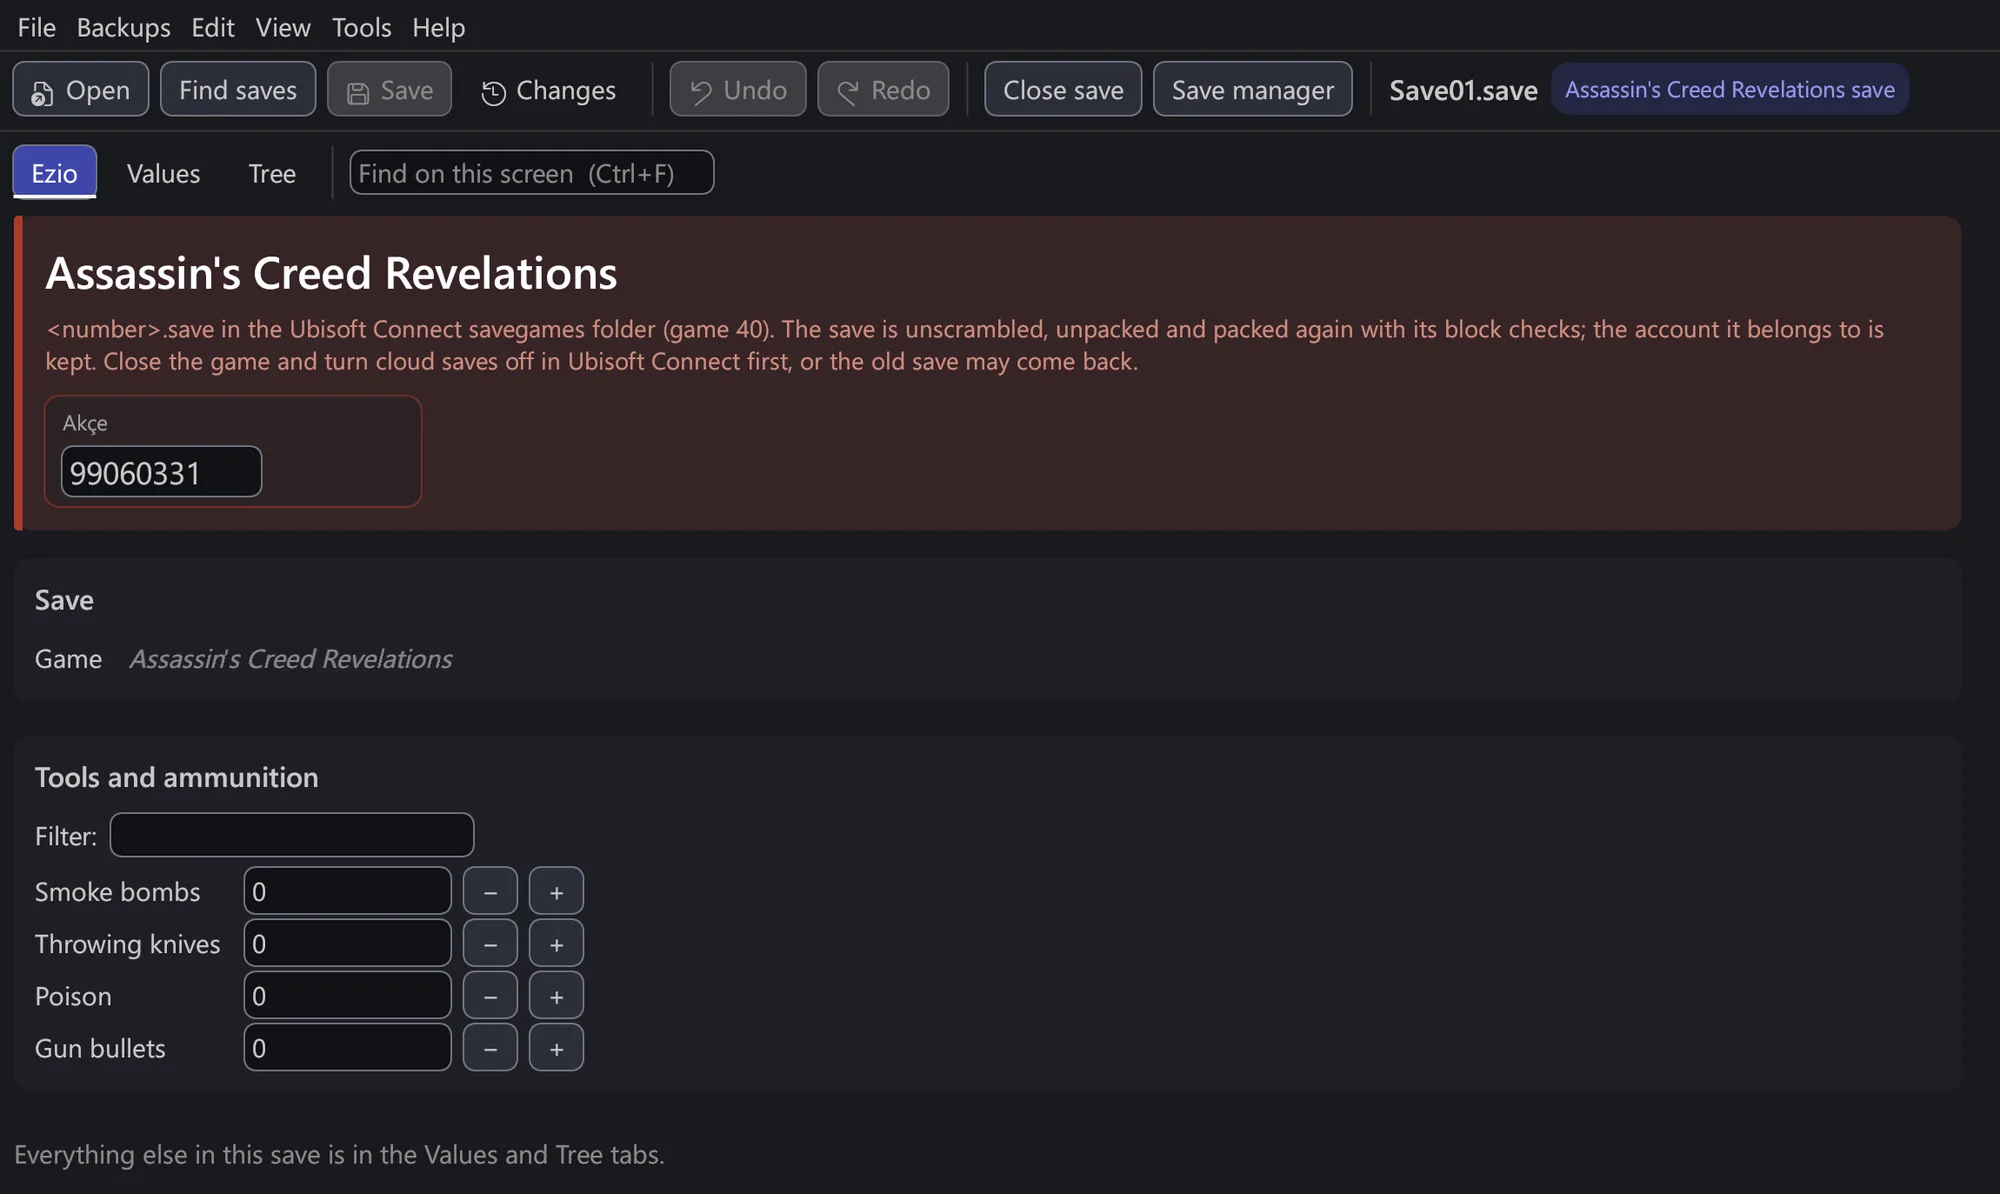 File Backups Edit View Tools Help
Open Find saves Save Changes Undo Redo Close save Save manager Save01.save Assassin's Creed Revelations save
Ezio Values Tree Find on this screen (Ctrl+F)
Assassin's Creed Revelations
<number>.save in the Ubisoft Connect savegames folder (game 40). The save is unscrambled, unpacked and packed again with its block checks; the account it belongs to is
kept. Close the game and turn cloud saves off in Ubisoft Connect first, or the old save may come back.
Akçe
99060331
Save
Game Assassin's Creed Revelations
Tools and ammunition
Filter:
Smoke bombs 0 − +
Throwing knives 0 − +
Poison 0 − +
Gun bullets 0 − +
Everything else in this save is in the Values and Tree tabs.